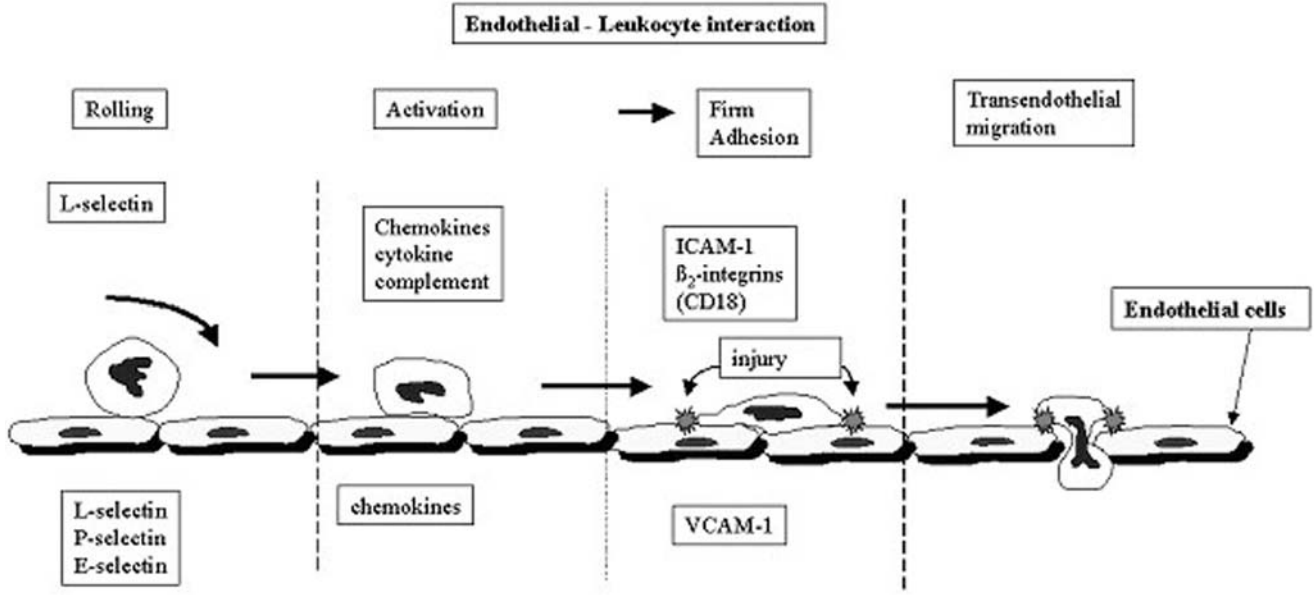 Endothelial - Leukocyte interaction
Rolling
Activation
Firm
Adhesion
Transendothelial
migration
L-selectin
Chemokines
cytokine
complement
ICAM-1
ß₂-integrins
(CD18)
injury
Endothelial cells
L-selectin
P-selectin
E-selectin
chemokines
VCAM-1